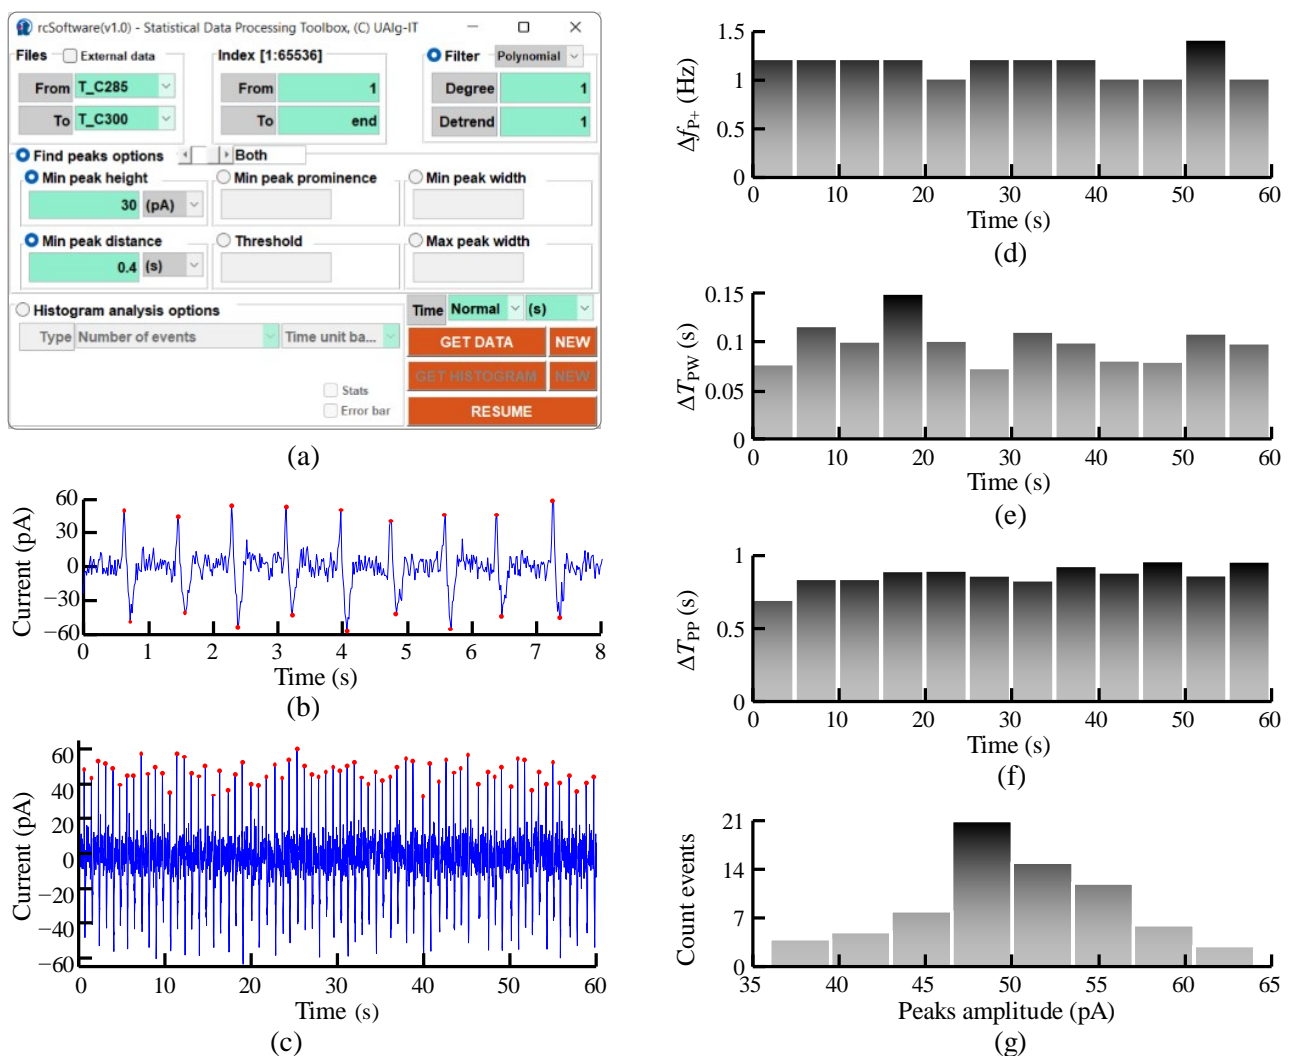 rcSoftware(v1.0) - Statistical Data Processing Toolbox, (C) UAlg-IT
Files External data
From T_C285
To T_C300
Index [1:65536]
From 1
To end
Filter Polynomial
Degree 1
Detrend 1
Find peaks options Both
Min peak height Min peak prominence Min peak width
30 (pA)
Min peak distance Threshold Max peak width
0.4 (s)
Histogram analysis options
Type Number of events Time unit ba...
Stats
Error bar
Time Normal (s)
GET DATA NEW
GET HISTOGRAM NEW
RESUME
(a)
Current (pA)
60
30
0
−30
−60
0 1 2 3 4 5 6 7 8
Time (s)
(b)
Current (pA)
60
40
20
0
−20
−40
−60
0 10 20 30 40 50 60
Time (s)
(c)
Δf_P+ (Hz)
1.5
1
0.5
0
0 10 20 30 40 50 60
Time (s)
(d)
ΔT_PW (s)
0.15
0.1
0.05
0
0 10 20 30 40 50 60
Time (s)
(e)
ΔT_PP (s)
1
0.5
0
0 10 20 30 40 50 60
Time (s)
(f)
Count events
21
14
7
0
35 40 45 50 55 60 65
Peaks amplitude (pA)
(g)